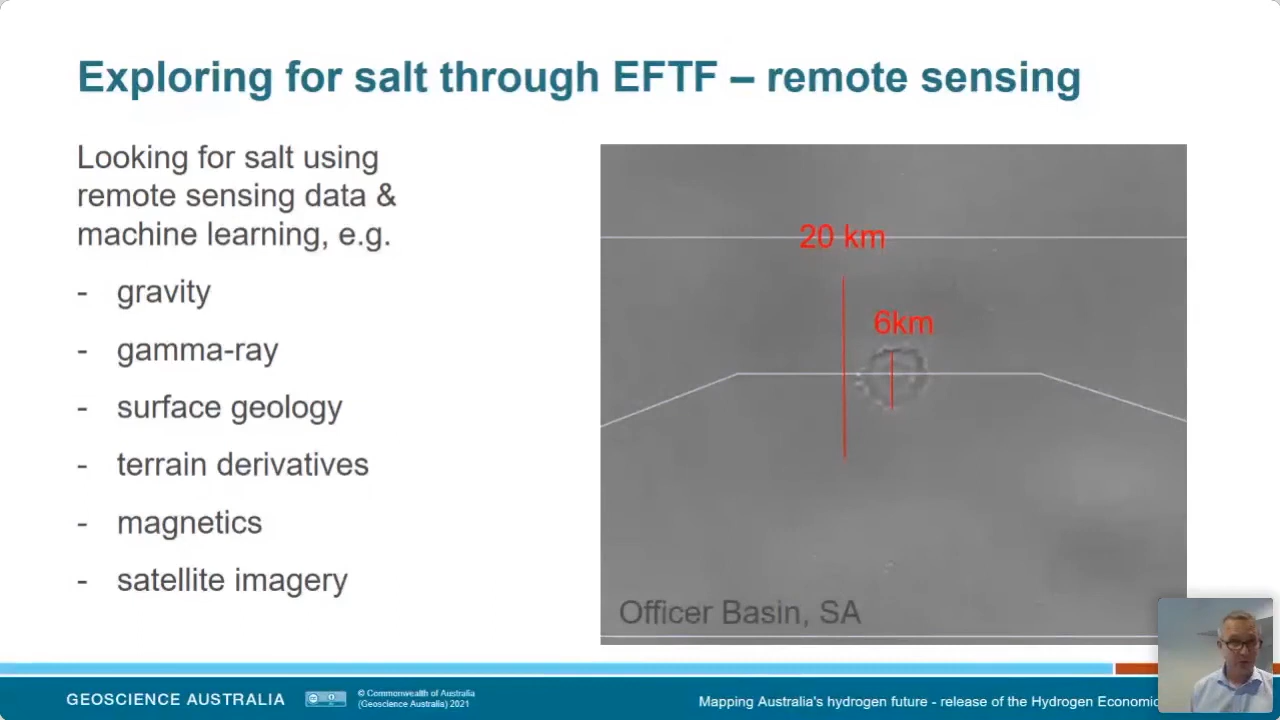 Exploring for salt through EFTF – remote sensing
Looking for salt using
remote sensing data &
machine learning, e.g.
- gravity
- gamma-ray
- surface geology
- terrain derivatives
- magnetics
- satellite imagery
20 km
6km
Officer Basin, SA
GEOSCIENCE AUSTRALIA
© Commonwealth of Australia
(Geoscience Australia) 2021
Mapping Australia's hydrogen future - release of the Hydrogen Economic